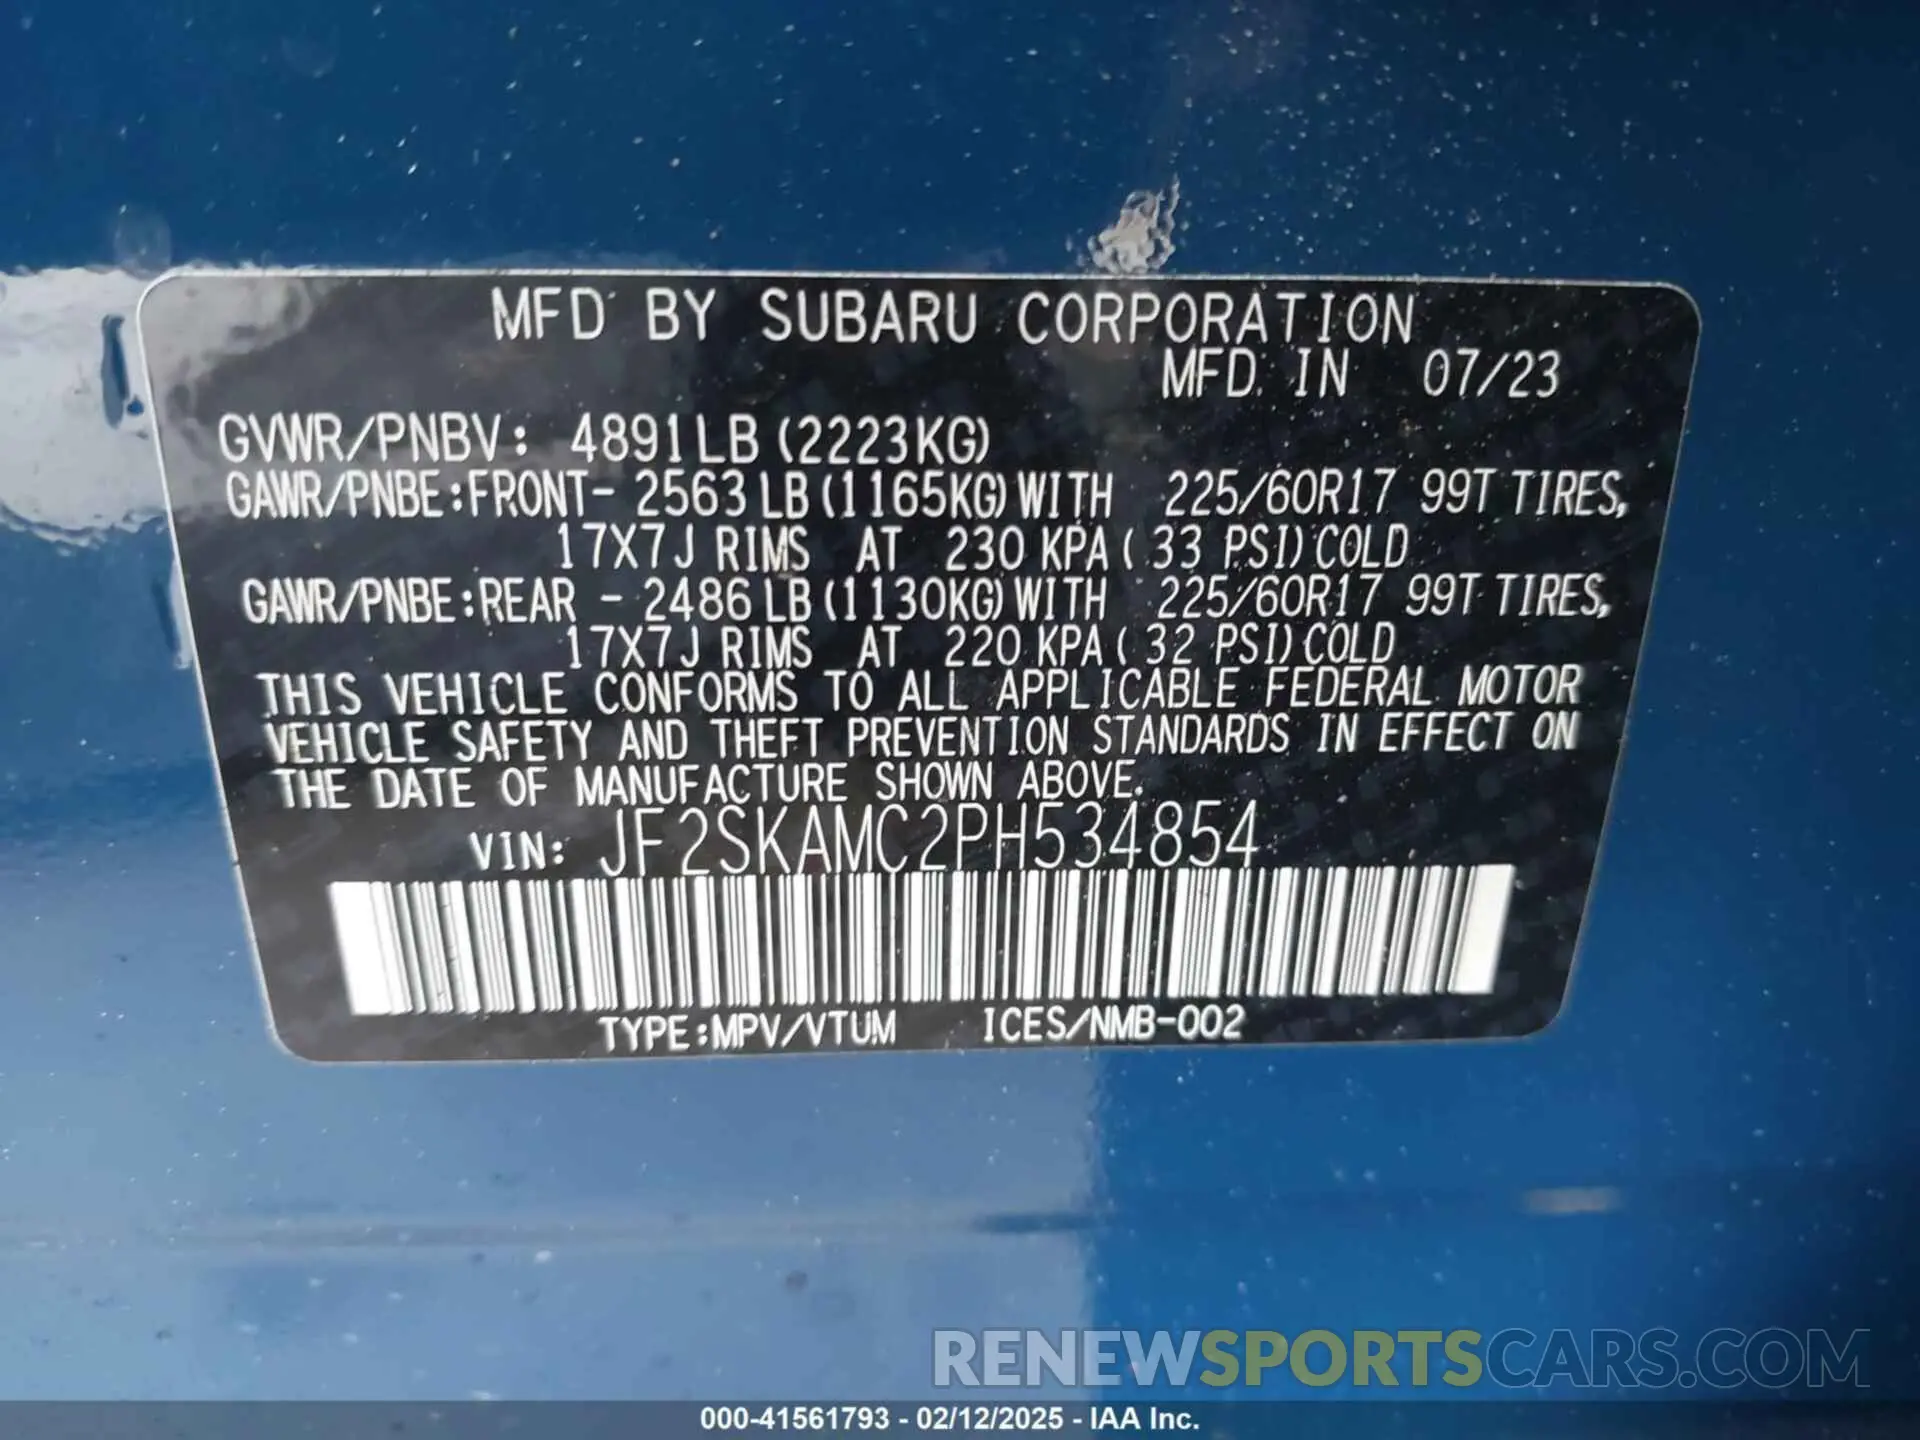 MFD BY SUBARU CORPORATION
MFD. IN 07/23
GVWR/PNBV: 4891LB (2223KG)
GAWR/PNBE:FRONT- 2563LB(1165KG)WITH 225/60R17 99T TIRES,
17X7J RIMS AT 230 KPA( 33 PSI)COLD
GAWR/PNBE:REAR - 2486LB(1130KG)WITH 225/60R17 99T TIRES,
17X7J RIMS AT 220 KPA( 32 PSI)COLD
THIS VEHICLE CONFORMS TO ALL APPLICABLE FEDERAL MOTOR
VEHICLE SAFETY AND THEFT PREVENTION STANDARDS IN EFFECT ON
THE DATE OF MANUFACTURE SHOWN ABOVE.
VIN: JF2SKAMC2PH534854
TYPE:MPV/VTUM ICES/NMB-002
RENEWSPORTSCARS.COM
000-41561793 - 02/12/2025 - IAA Inc.